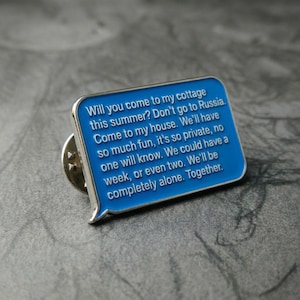 Will you come to my cottage
this summer? Don't go to Russia.
Come to my house. We'll have
so much fun, it's so private, no
one will know. We could have a
week, or even two. We'll be
completely alone. Together.